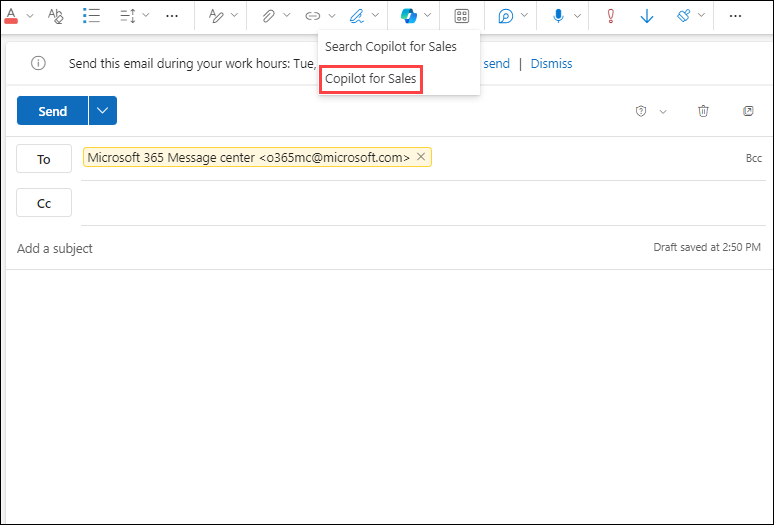 A
Search Copilot for Sales
Copilot for Sales
Send this email during your work hours: Tue, send | Dismiss
Send
To Microsoft 365 Message center <o365mc@microsoft.com> Bcc
Cc
Add a subject Draft saved at 2:50 PM